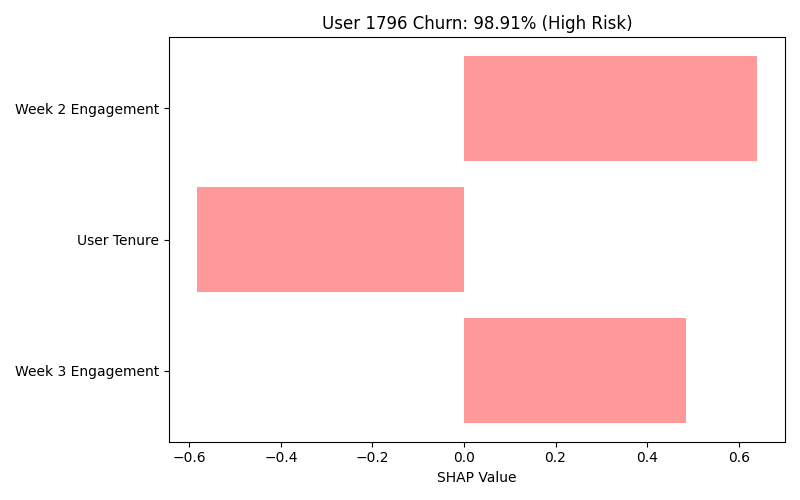 User 1796 Churn: 98.91% (High Risk)
Week 2 Engagement
User Tenure
Week 3 Engagement
−0.6 −0.4 −0.2 0.0 0.2 0.4 0.6
SHAP Value